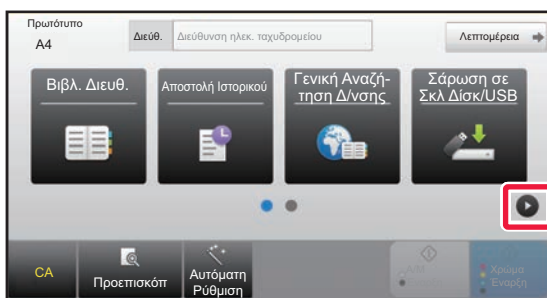 Πρωτότυπο
A4
Διεύθ.
Διεύθυνση ηλεκ. ταχυδρομείου
Λεπτομέρεια
Βιβλ. Διευθ.
Αποστολή Ιστορικού
Γενική Αναζή-
τηση Δ/νσης
Σάρωση σε
Σκλ Δίσκ/USB
CA
Προεπισκόπ
Αυτόματη
Ρύθμιση
Χρώμα
Έναρξη